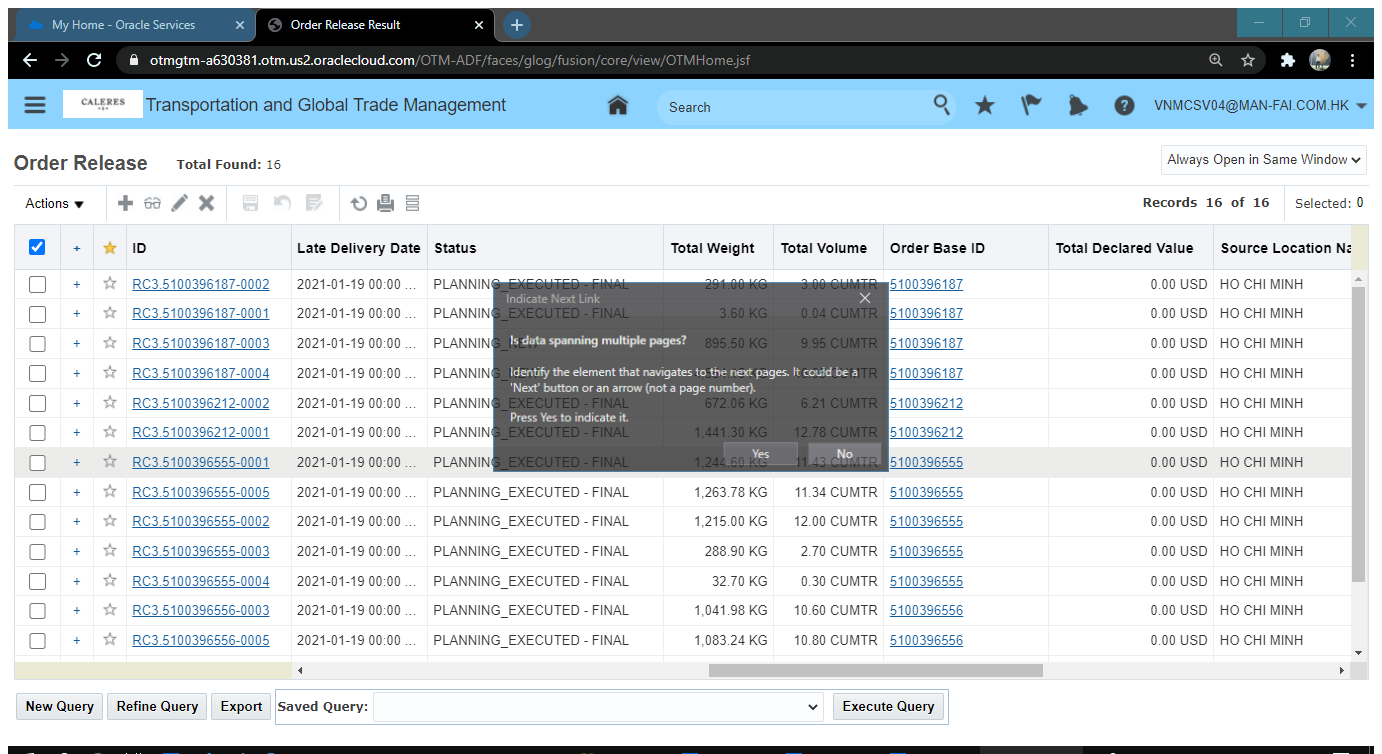 My Home - Oracle Services
Order Release Result
otmgtm-a630381.otm.us2.oraclecloud.com/OTM-ADF/faces/glog/fusion/core/view/OTMHome.jsf
CALERES Transportation and Global Trade Management Search VNMCSV04@MAN-FAI.COM.HK
Order Release Total Found: 16 Always Open in Same Window
Actions Records 16 of 16 Selected: 0
+ ID Late Delivery Date Status Total Weight Total Volume Order Base ID Total Declared Value Source Location Na
+ RC3.5100396187-0002 2021-01-19 00:00 ... PLANNING_EXECUTED - FINAL 291.00 KG 3.00 CUMTR 5100396187 0.00 USD HO CHI MINH
+ RC3.5100396187-0001 2021-01-19 00:00 ... PLANNING_EXECUTED - FINAL 3.60 KG 0.04 CUMTR 5100396187 0.00 USD HO CHI MINH
+ RC3.5100396187-0003 2021-01-19 00:00 ... PLANNING_NEW 895.50 KG 9.95 CUMTR 5100396187 0.00 USD HO CHI MINH
+ RC3.5100396187-0004 2021-01-19 00:00 ... CUMTR 5100396187 0.00 USD HO CHI MINH
+ RC3.5100396212-0002 2021-01-19 00:00 ... PLANNING_EXECUTED - FINAL 672.06 KG 6.21 CUMTR 5100396212 0.00 USD HO CHI MINH
+ RC3.5100396212-0001 2021-01-19 00:00 ... PLANNING_EXECUTED - FINAL 1,441.30 KG 12.78 CUMTR 5100396212 0.00 USD HO CHI MINH
+ RC3.5100396555-0001 2021-01-19 00:00 ... PLANNING_EXECUTED - FINAL 1,244.60 KG 11.43 CUMTR 5100396555 0.00 USD HO CHI MINH
+ RC3.5100396555-0005 2021-01-19 00:00 ... PLANNING_EXECUTED - FINAL 1,263.78 KG 11.34 CUMTR 5100396555 0.00 USD HO CHI MINH
+ RC3.5100396555-0002 2021-01-19 00:00 ... PLANNING_EXECUTED - FINAL 1,215.00 KG 12.00 CUMTR 5100396555 0.00 USD HO CHI MINH
+ RC3.5100396555-0003 2021-01-19 00:00 ... PLANNING_EXECUTED - FINAL 288.90 KG 2.70 CUMTR 5100396555 0.00 USD HO CHI MINH
+ RC3.5100396555-0004 2021-01-19 00:00 ... PLANNING_EXECUTED - FINAL 32.70 KG 0.30 CUMTR 5100396555 0.00 USD HO CHI MINH
+ RC3.5100396556-0003 2021-01-19 00:00 ... PLANNING_EXECUTED - FINAL 1,041.98 KG 10.60 CUMTR 5100396556 0.00 USD HO CHI MINH
+ RC3.5100396556-0005 2021-01-19 00:00 ... PLANNING_EXECUTED - FINAL 1,083.24 KG 10.80 CUMTR 5100396556 0.00 USD HO CHI MINH
Indicate Next Link
Is data spanning multiple pages?
Identify the element that navigates to the next pages. It could be a
'Next' button or an arrow (not a page number).
Press Yes to indicate it.
Yes No
New Query Refine Query Export Saved Query: Execute Query